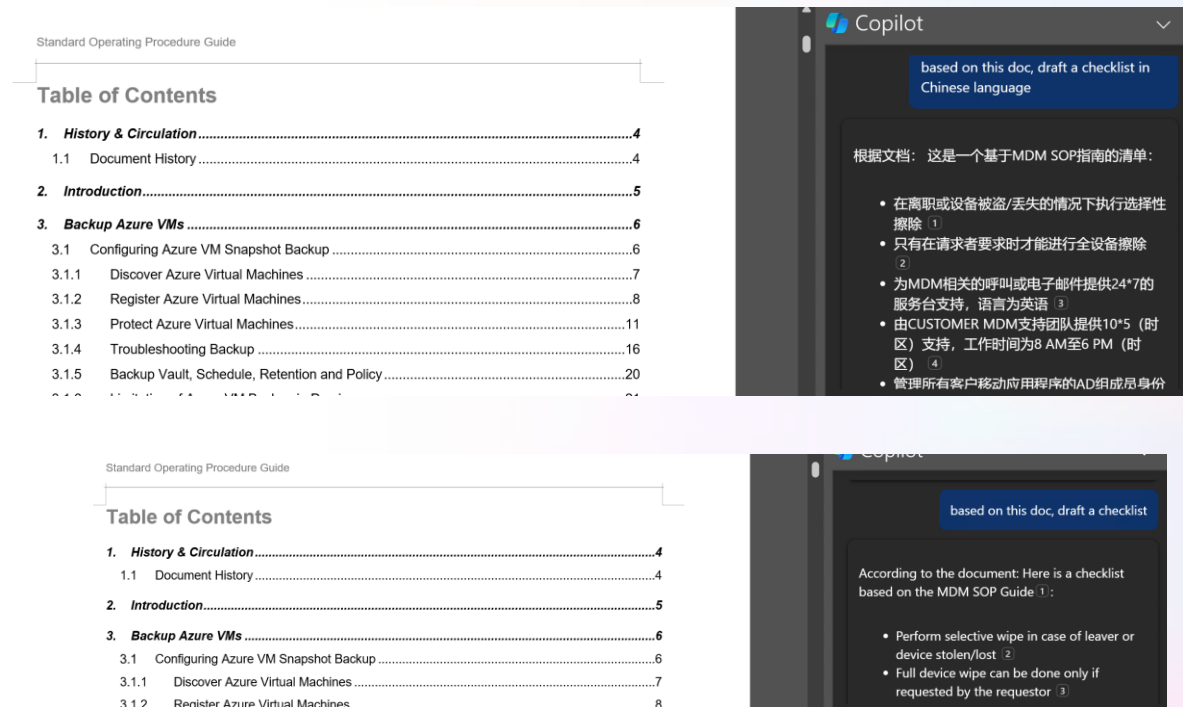 Standard Operating Procedure Guide
Table of Contents
1. History & Circulation 4
1.1 Document History 4
2. Introduction 5
3. Backup Azure VMs 6
3.1 Configuring Azure VM Snapshot Backup 6
3.1.1 Discover Azure Virtual Machines 7
3.1.2 Register Azure Virtual Machines 8
3.1.3 Protect Azure Virtual Machines 11
3.1.4 Troubleshooting Backup 16
3.1.5 Backup Vault, Schedule, Retention and Policy 20
Copilot
based on this doc, draft a checklist in
Chinese language
根据文档： 这是一个基于MDM SOP指南的清单：
• 在离职或设备被盗/丢失的情况下执行选择性
擦除 1
• 只有在请求者要求时才能进行全设备擦除
2
• 为MDM相关的呼叫或电子邮件提供24*7的
服务台支持，语言为英语 3
• 由CUSTOMER MDM支持团队提供10*5（时
区）支持，工作时间为8 AM至6 PM（时
区） 4
• 管理所有客户移动应用程序的AD组成员身份
Standard Operating Procedure Guide
Table of Contents
1. History & Circulation 4
1.1 Document History 4
2. Introduction 5
3. Backup Azure VMs 6
3.1 Configuring Azure VM Snapshot Backup 6
3.1.1 Discover Azure Virtual Machines 7
3.1.2 Register Azure Virtual Machines 8
Copilot
based on this doc, draft a checklist
According to the document: Here is a checklist
based on the MDM SOP Guide 1 :
• Perform selective wipe in case of leaver or
device stolen/lost 2
• Full device wipe can be done only if
requested by the requestor 3